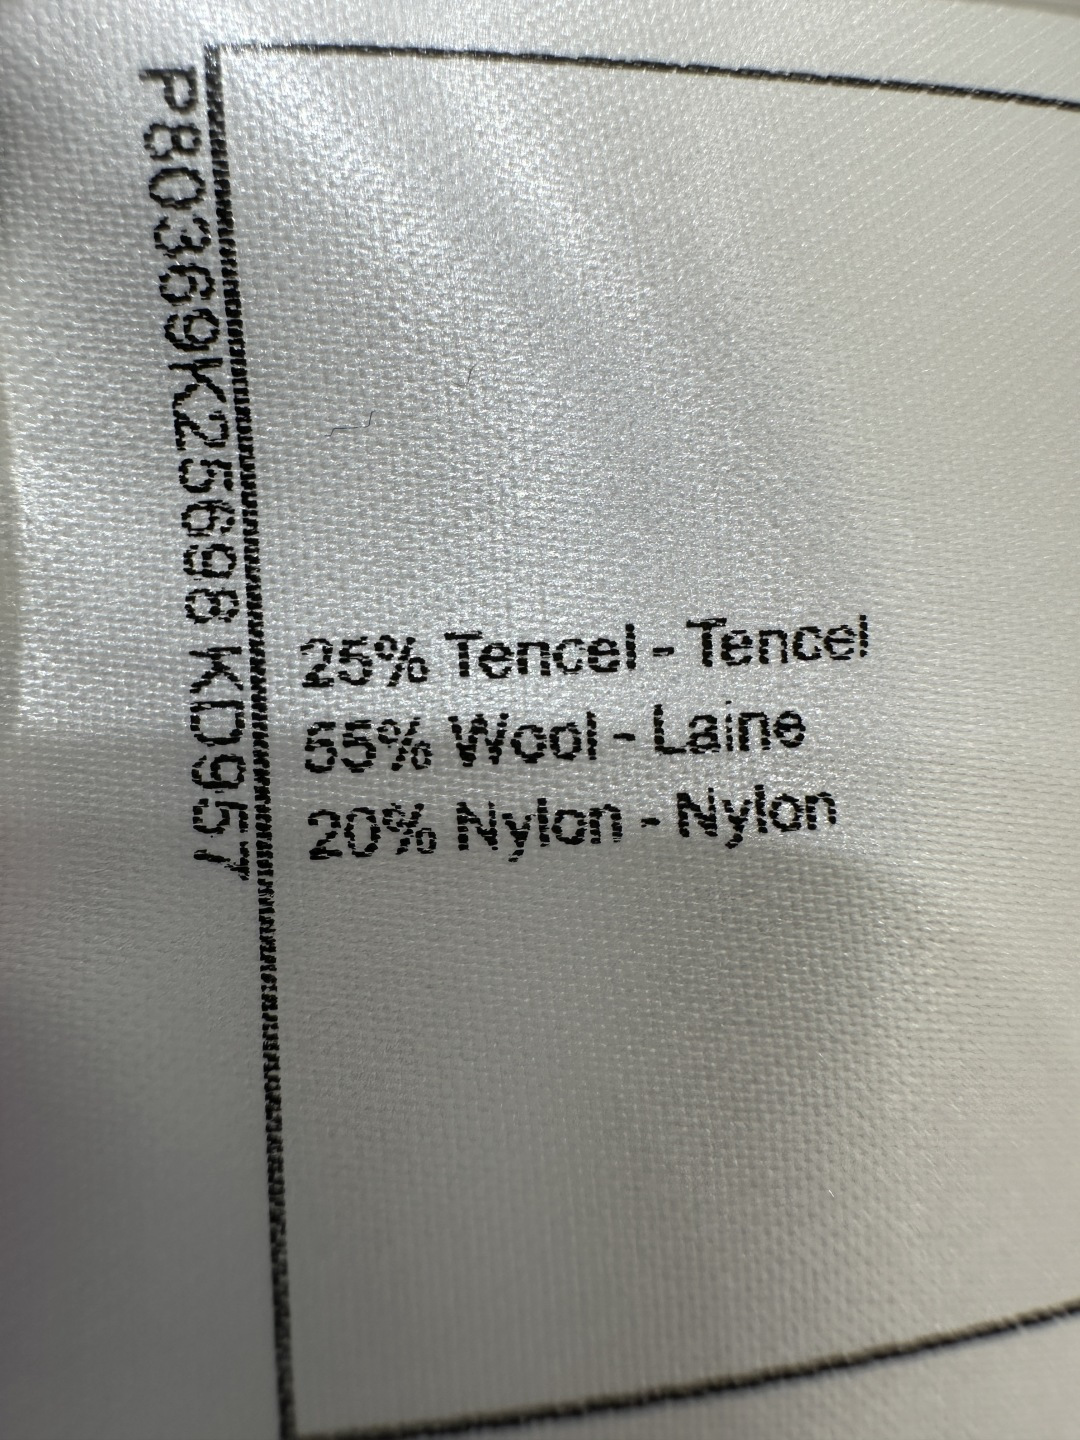 P80369K25698 KD957
25% Tencel - Tencel
55% Wool - Laine
20% Nylon - Nylon